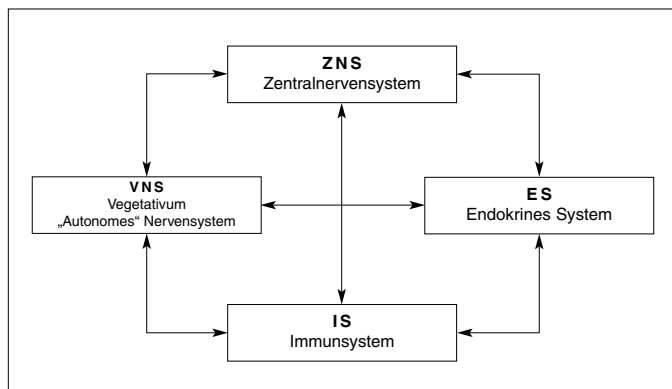 ZNS
Zentralnervensystem
VNS
Vegetativum
„Autonomes“ Nervensystem
ES
Endokrines System
IS
Immunsystem